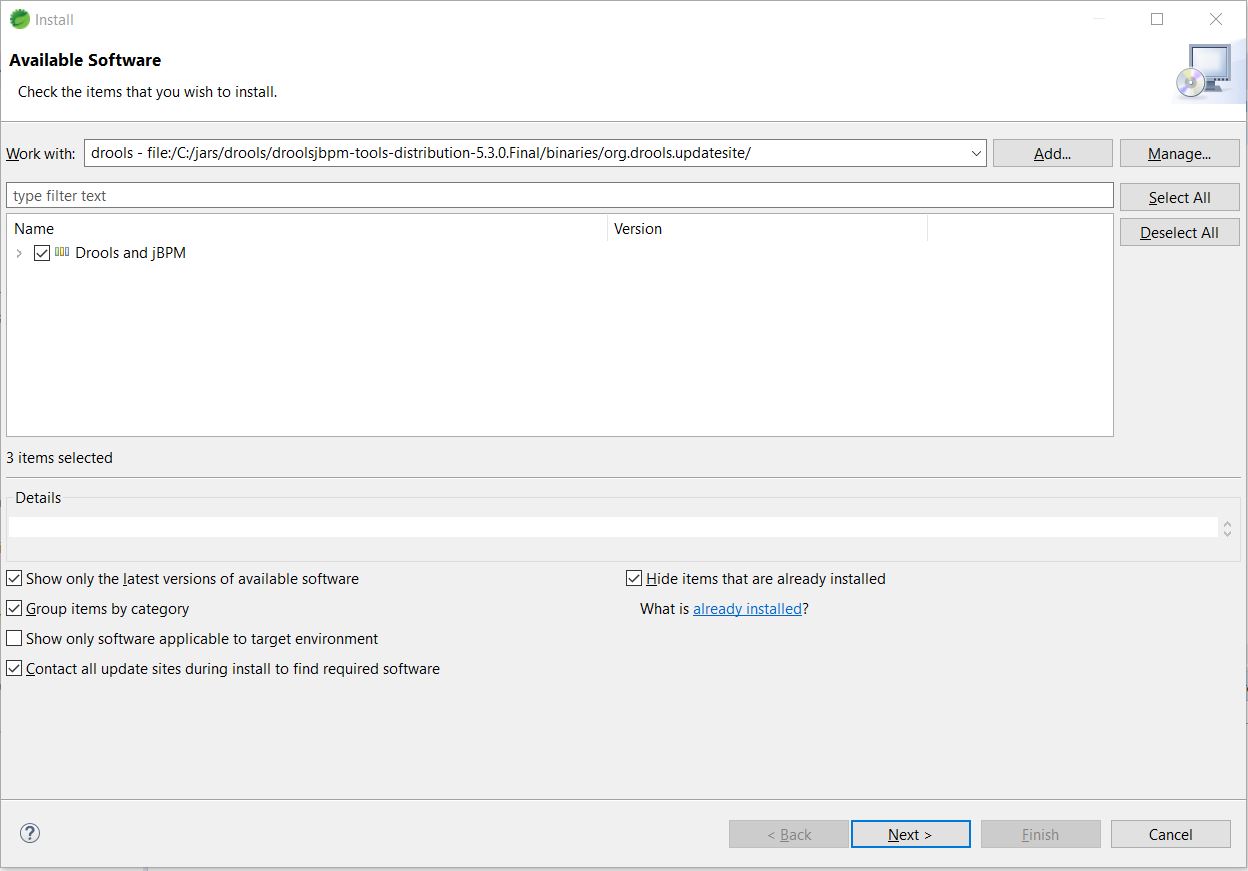 Install
Available Software
Check the items that you wish to install.
Work with: drools - file:/C:/jars/drools/droolsjbpm-tools-distribution-5.3.0.Final/binaries/org.drools.updatesite/ Add... Manage...
type filter text Select All
Name Version
Deselect All
Drools and jBPM
3 items selected
Details
Show only the latest versions of available software Hide items that are already installed
Group items by category What is already installed?
Show only software applicable to target environment
Contact all update sites during install to find required software
? < Back Next > Finish Cancel